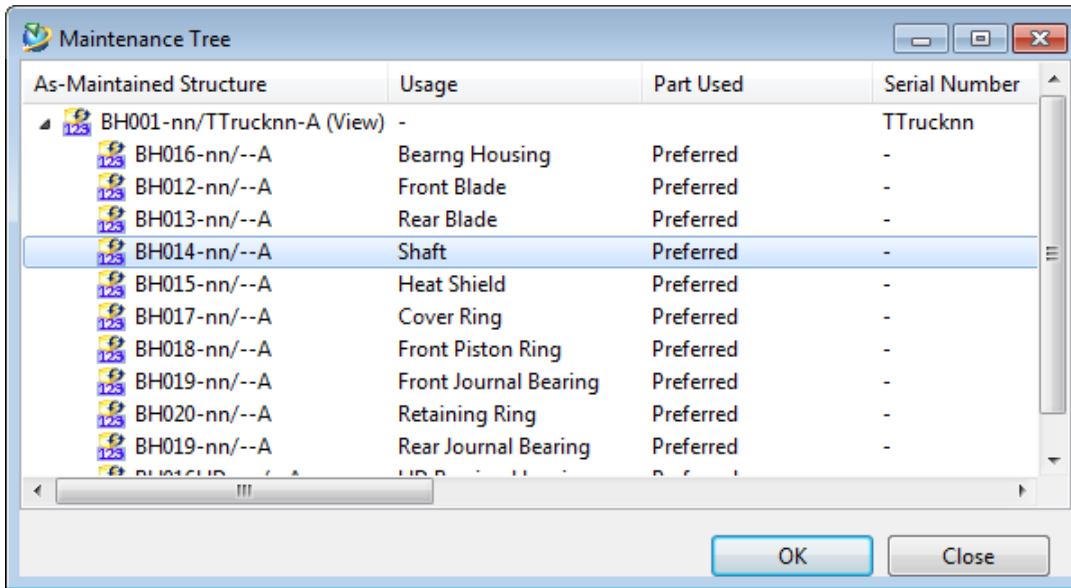 Maintenance Tree
As-Maintained Structure Usage Part Used Serial Number
BH001-nn/TTrucknn-A (View) - TTrucknn
BH016-nn/--A Bearng Housing Preferred -
BH012-nn/--A Front Blade Preferred -
BH013-nn/--A Rear Blade Preferred -
BH014-nn/--A Shaft Preferred -
BH015-nn/--A Heat Shield Preferred -
BH017-nn/--A Cover Ring Preferred -
BH018-nn/--A Front Piston Ring Preferred -
BH019-nn/--A Front Journal Bearing Preferred -
BH020-nn/--A Retaining Ring Preferred -
BH019-nn/--A Rear Journal Bearing Preferred -
OK Close